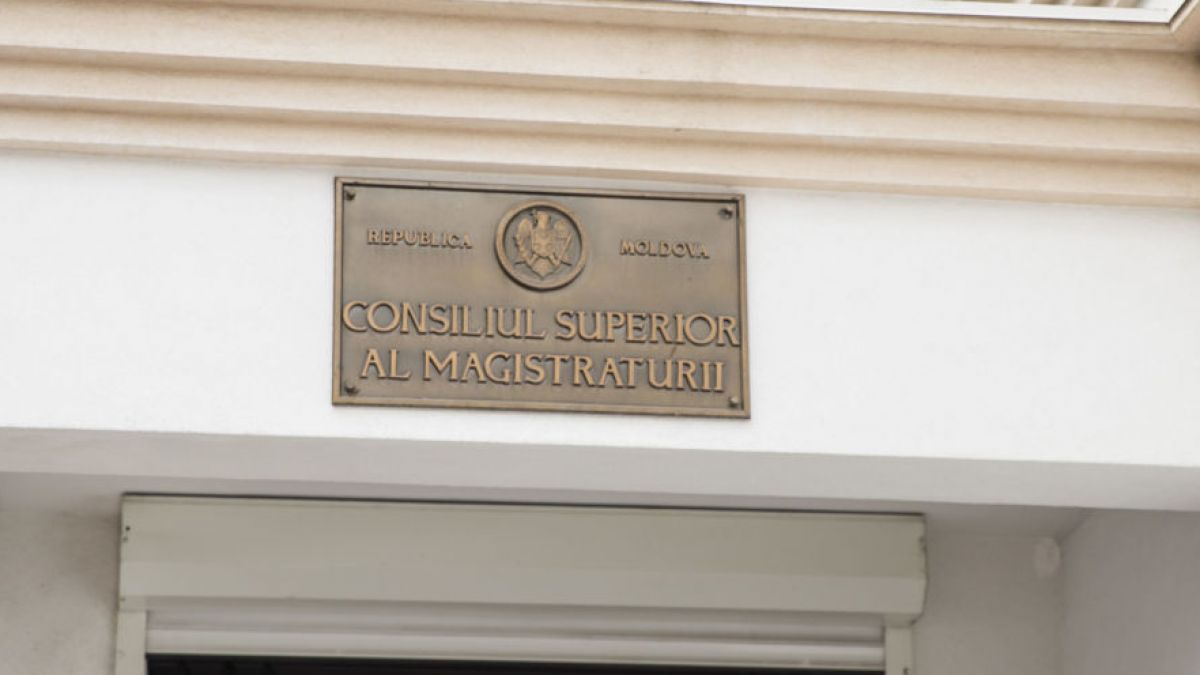 REPUBLICA MOLDOVA
CONSILIUL SUPERIOR
AL MAGISTRATURII